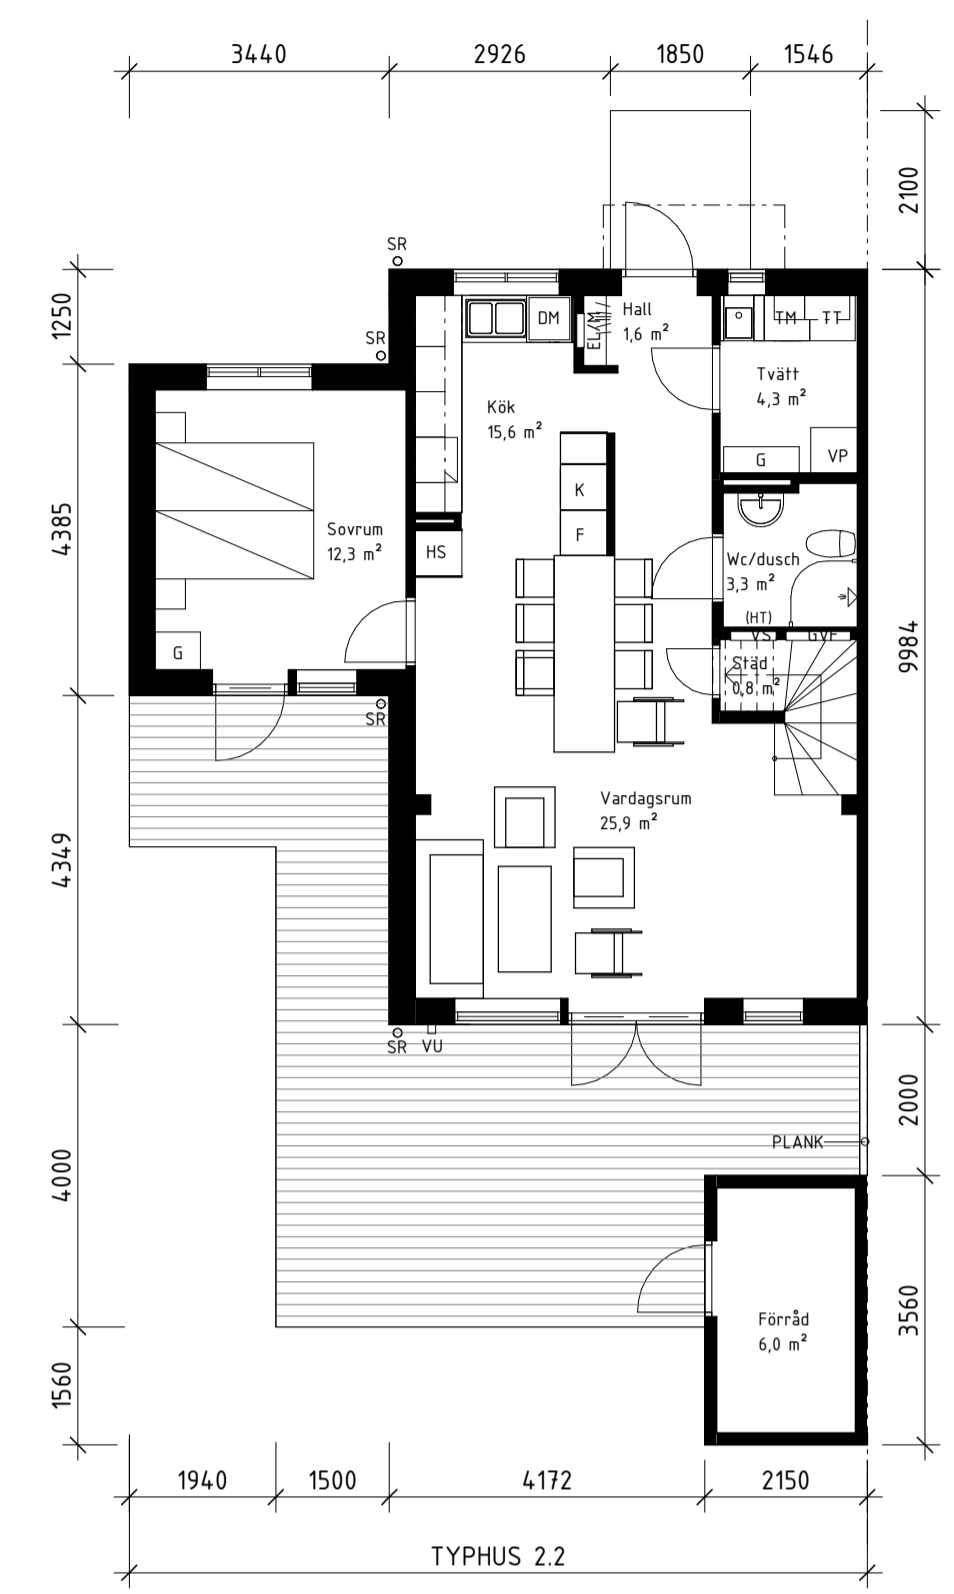 3440 2926 1850 1546
2100
SR
1250
SR
DM
EL/M
Hall
1,6 m²
TM TT
Tvätt
4,3 m²
Kök
15,6 m²
G
VP
K
F
4385
Sovrum
12,3 m²
HS
Wc/dusch
3,3 m²
(HT)
VS GVF
Städ
0,8 m²
G
9984
SR
Vardagsrum
25,9 m²
4349
SR VU
2000
PLANK
4000
Förråd
6,0 m²
3560
1560
1940 1500 4172 2150
TYPHUS 2.2